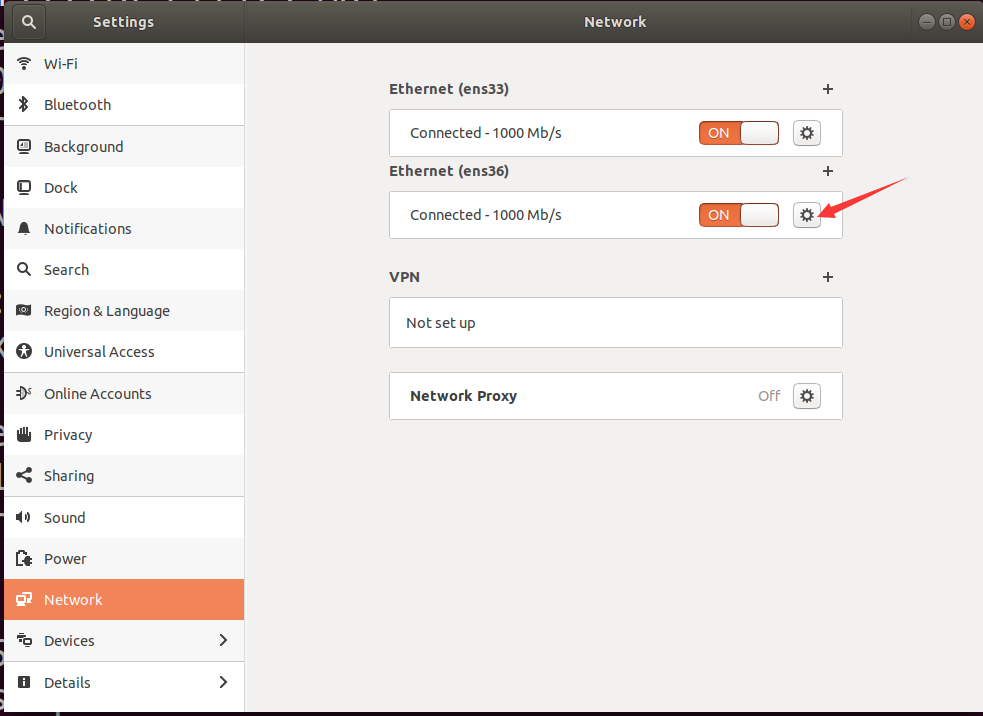 Settings
Network
Wi-Fi
Bluetooth
Background
Dock
Notifications
Search
Region & Language
Universal Access
Online Accounts
Privacy
Sharing
Sound
Power
Network
Devices
Details
Ethernet (ens33)
Connected - 1000 Mb/s
ON
Ethernet (ens36)
Connected - 1000 Mb/s
ON
VPN
Not set up
Network Proxy
Off